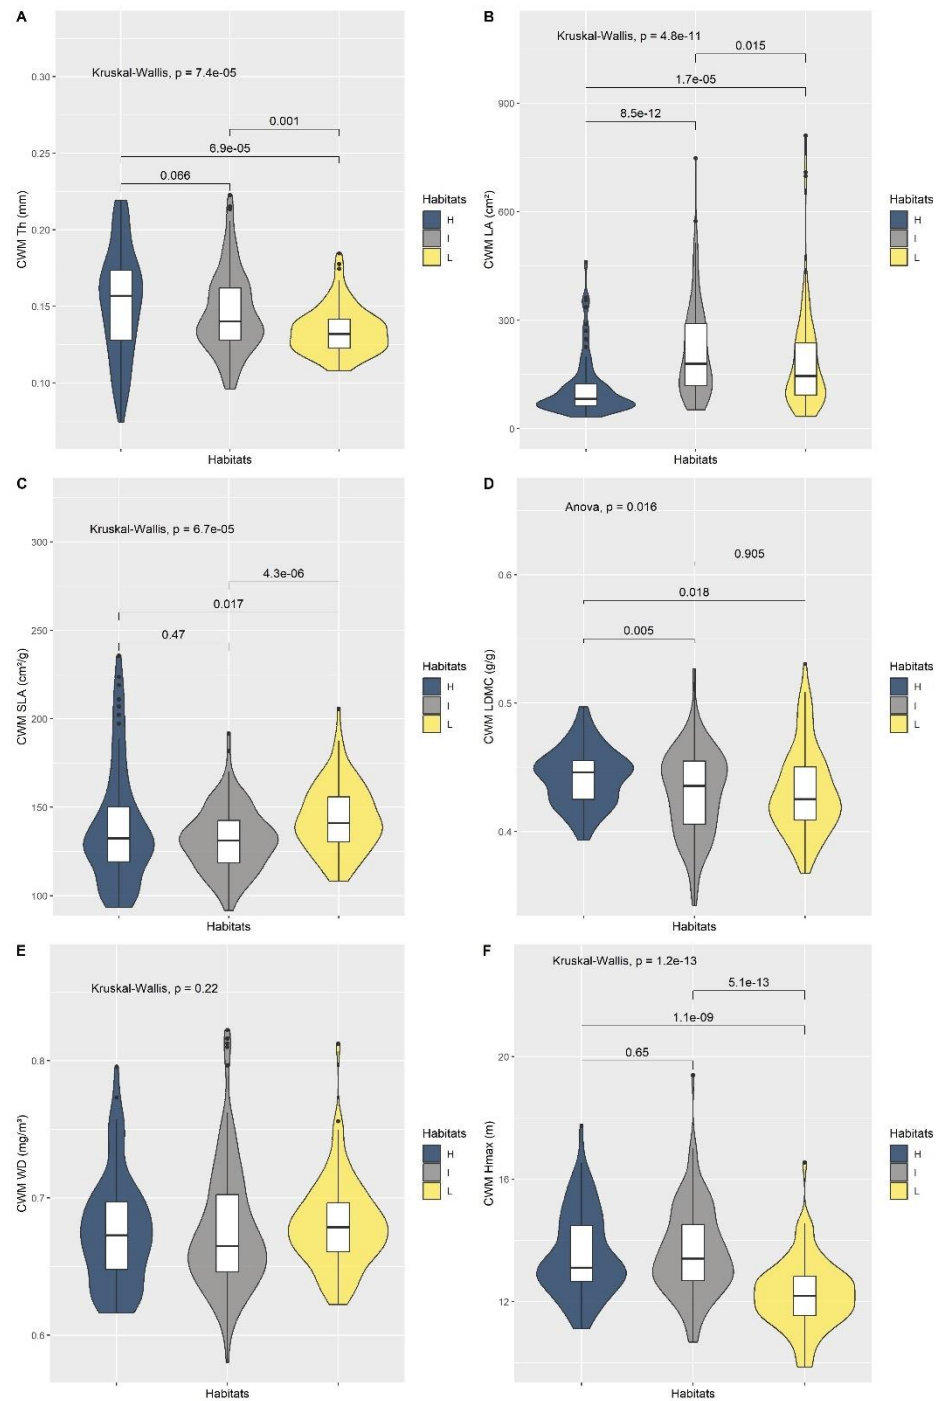 A
Kruskal-Wallis, p = 7.4e-05
0.30
0.001
0.25
6.9e-05
0.066
0.20
0.15
0.10
CWM Th (mm)
Habitats
Habitats
H
I
L
B
Kruskal-Wallis, p = 4.8e-11
0.015
1.7e-05
900
8.5e-12
600
300
0
CWM LA (cm²)
Habitats
Habitats
H
I
L
C
Kruskal-Wallis, p = 6.7e-05
300
4.3e-06
0.017
250
0.47
200
150
100
CWM SLA (cm²/g)
Habitats
Habitats
H
I
L
D
Anova, p = 0.016
0.905
0.6
0.018
0.005
0.5
0.4
CWM LDMC (g/g)
Habitats
Habitats
H
I
L
E
Kruskal-Wallis, p = 0.22
0.8
0.7
0.6
CWM WD (mg/m³)
Habitats
Habitats
H
I
L
F
Kruskal-Wallis, p = 1.2e-13
5.1e-13
1.1e-09
20
0.65
16
12
CWM Hmax (m)
Habitats
Habitats
H
I
L